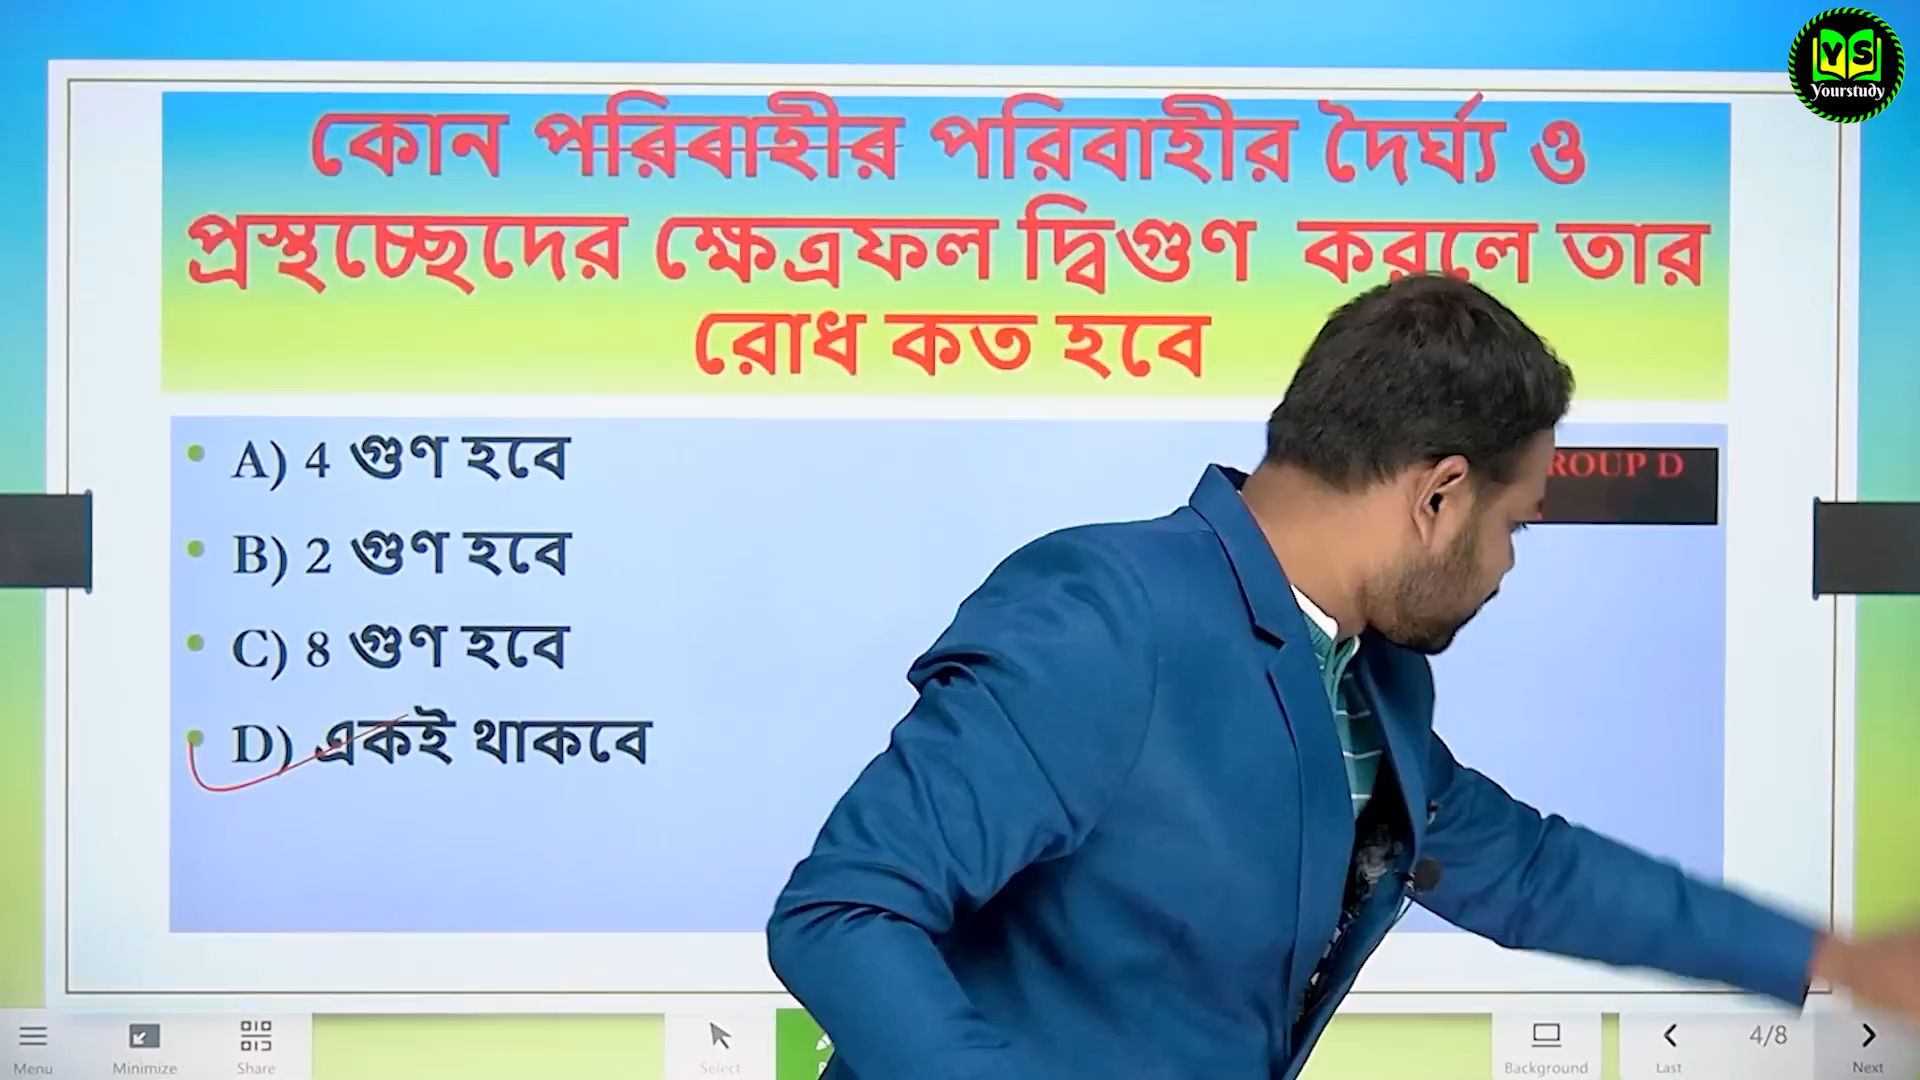 YS
Yourstudy
কোন পরিবাহীর পরিবাহীর দৈর্ঘ্য ও
প্রস্থচ্ছেদের ক্ষেত্রফল দ্বিগুণ করলে তার
রোধ কত হবে
A) 4 গুণ হবে
ROUP D
B) 2 গুণ হবে
C) 8 গুণ হবে
D) একই থাকবে
Menu
Minimize
Share
Select
Background
Last
4/8
Next